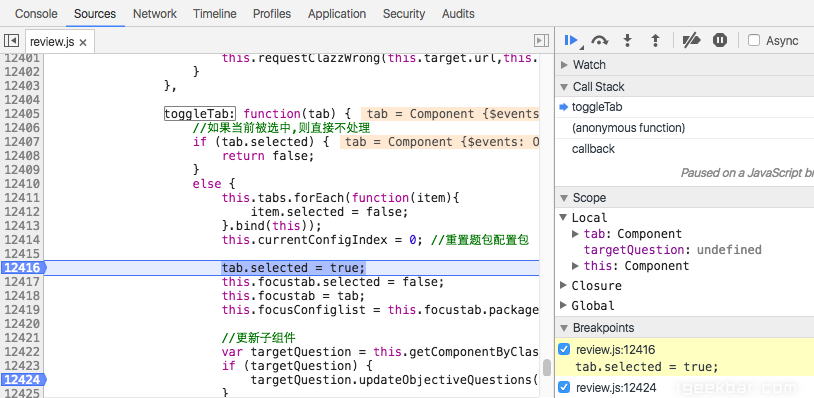 Console Sources Network Timeline Profiles Application Security Audits
review.js ×
Async
12401 this.requestClazzWrong(this.target.url,this.
12402 }
12403 },
12404
12405 toggleTab: function(tab) { tab = Component {$events
12406 //如果当前被选中,则直接不处理
12407 if (tab.selected) { tab = Component {$events: O
12408 return false;
12409 }
12410 else {
12411 this.tabs.forEach(function(item){
12412 item.selected = false;
12413 }.bind(this));
12414 this.currentConfigIndex = 0; //重置题包配置包
12416 tab.selected = true;
12417 this.focustab.selected = false;
12418 this.focustab = tab;
12419 this.focusConfiglist = this.focustab.package
12420
12421 //更新子组件
12422 var targetQuestion = this.getComponentByClas
12423 if (targetQuestion) {
12424 targetQuestion.updateObjectiveQuestions(
12425 }
Watch
Call Stack
toggleTab
(anonymous function)
callback
Paused on a JavaScript br
Scope
Local
tab: Component
targetQuestion: undefined
this: Component
Closure
Global
Breakpoints
review.js:12416
tab.selected = true;
review.js:12424
igeekbar.com